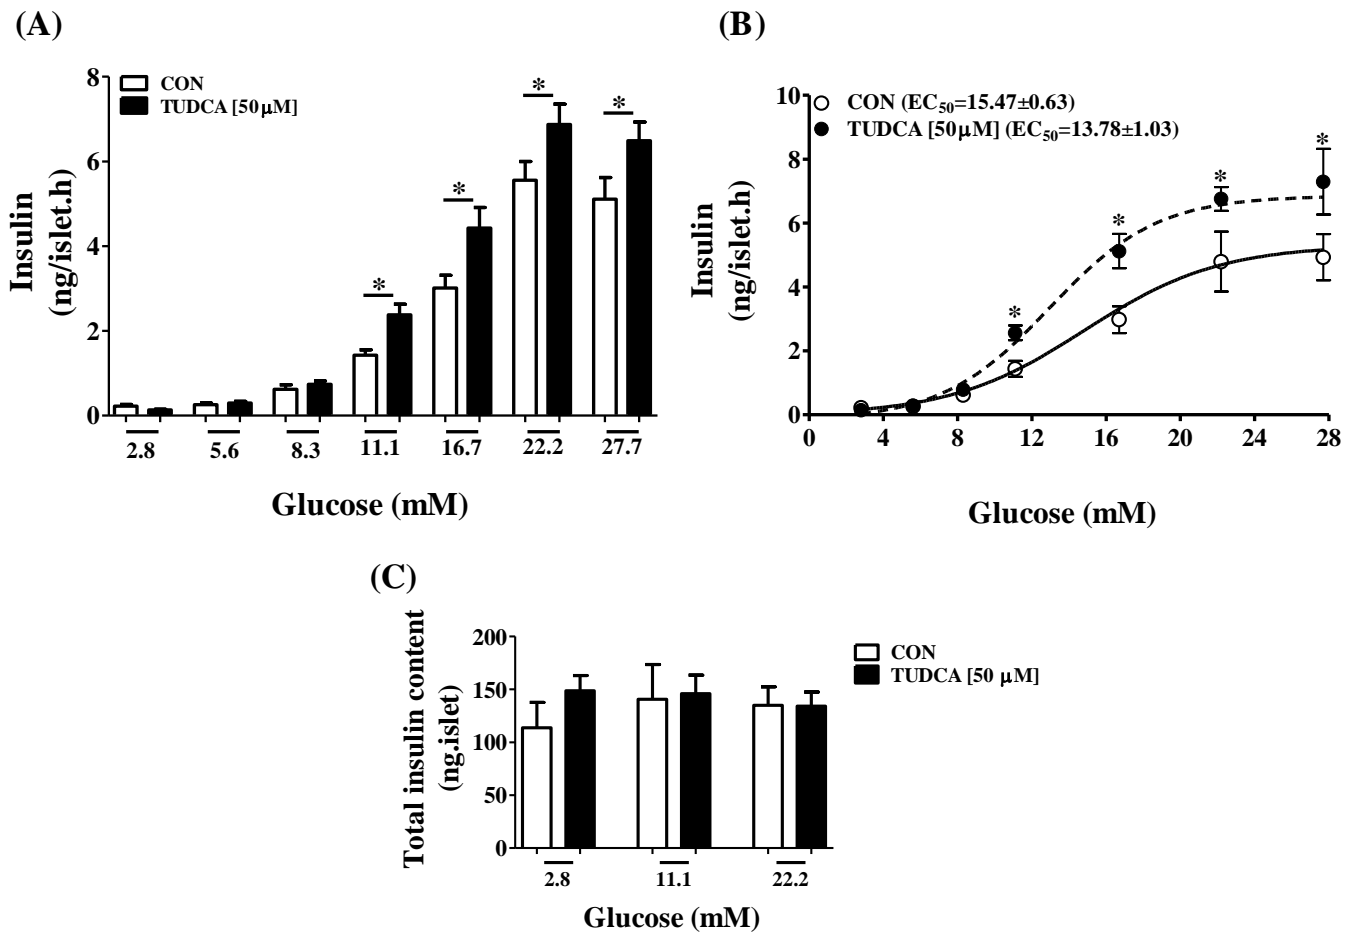 (A)
CON
TUDCA [50μM]
Insulin
(ng/islet.h)
8
6
4
2
0
* * * *
2.8 5.6 8.3 11.1 16.7 22.2 27.7
Glucose (mM)
(B)
CON (EC50=15.47±0.63)
TUDCA [50μM] (EC50=13.78±1.03)
Insulin
(ng/islet.h)
10
8
6
4
2
0
* * * *
0 4 8 12 16 20 24 28
Glucose (mM)
(C)
CON
TUDCA [50 μM]
Total insulin content
(ng.islet)
200
150
100
50
0
2.8 11.1 22.2
Glucose (mM)